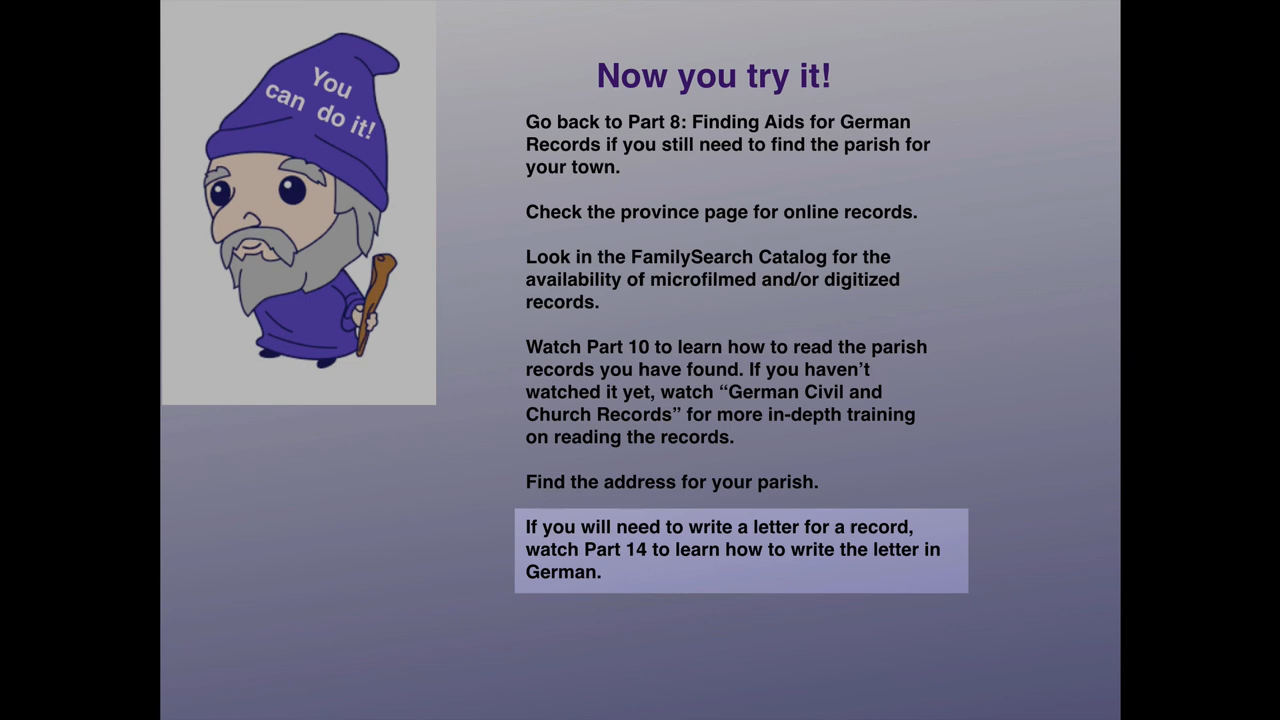 You
can do it!
Now you try it!
Go back to Part 8: Finding Aids for German
Records if you still need to find the parish for
your town.
Check the province page for online records.
Look in the FamilySearch Catalog for the
availability of microfilmed and/or digitized
records.
Watch Part 10 to learn how to read the parish
records you have found. If you haven’t
watched it yet, watch “German Civil and
Church Records” for more in-depth training
on reading the records.
Find the address for your parish.
If you will need to write a letter for a record,
watch Part 14 to learn how to write the letter in
German.